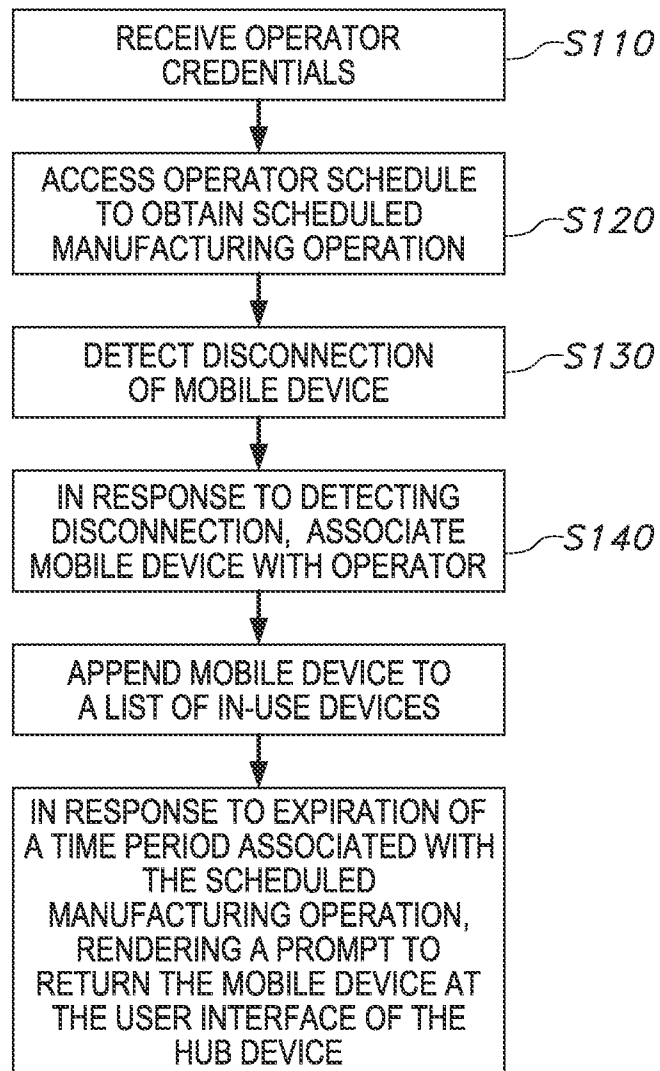 RECEIVE OPERATOR
CREDENTIALS
S110
ACCESS OPERATOR SCHEDULE
TO OBTAIN SCHEDULED
MANUFACTURING OPERATION
S120
DETECT DISCONNECTION
OF MOBILE DEVICE
S130
IN RESPONSE TO DETECTING
DISCONNECTION, ASSOCIATE
MOBILE DEVICE WITH OPERATOR
S140
APPEND MOBILE DEVICE TO
A LIST OF IN-USE DEVICES
IN RESPONSE TO EXPIRATION OF
A TIME PERIOD ASSOCIATED WITH
THE SCHEDULED
MANUFACTURING OPERATION,
RENDERING A PROMPT TO
RETURN THE MOBILE DEVICE AT
THE USER INTERFACE OF THE
HUB DEVICE